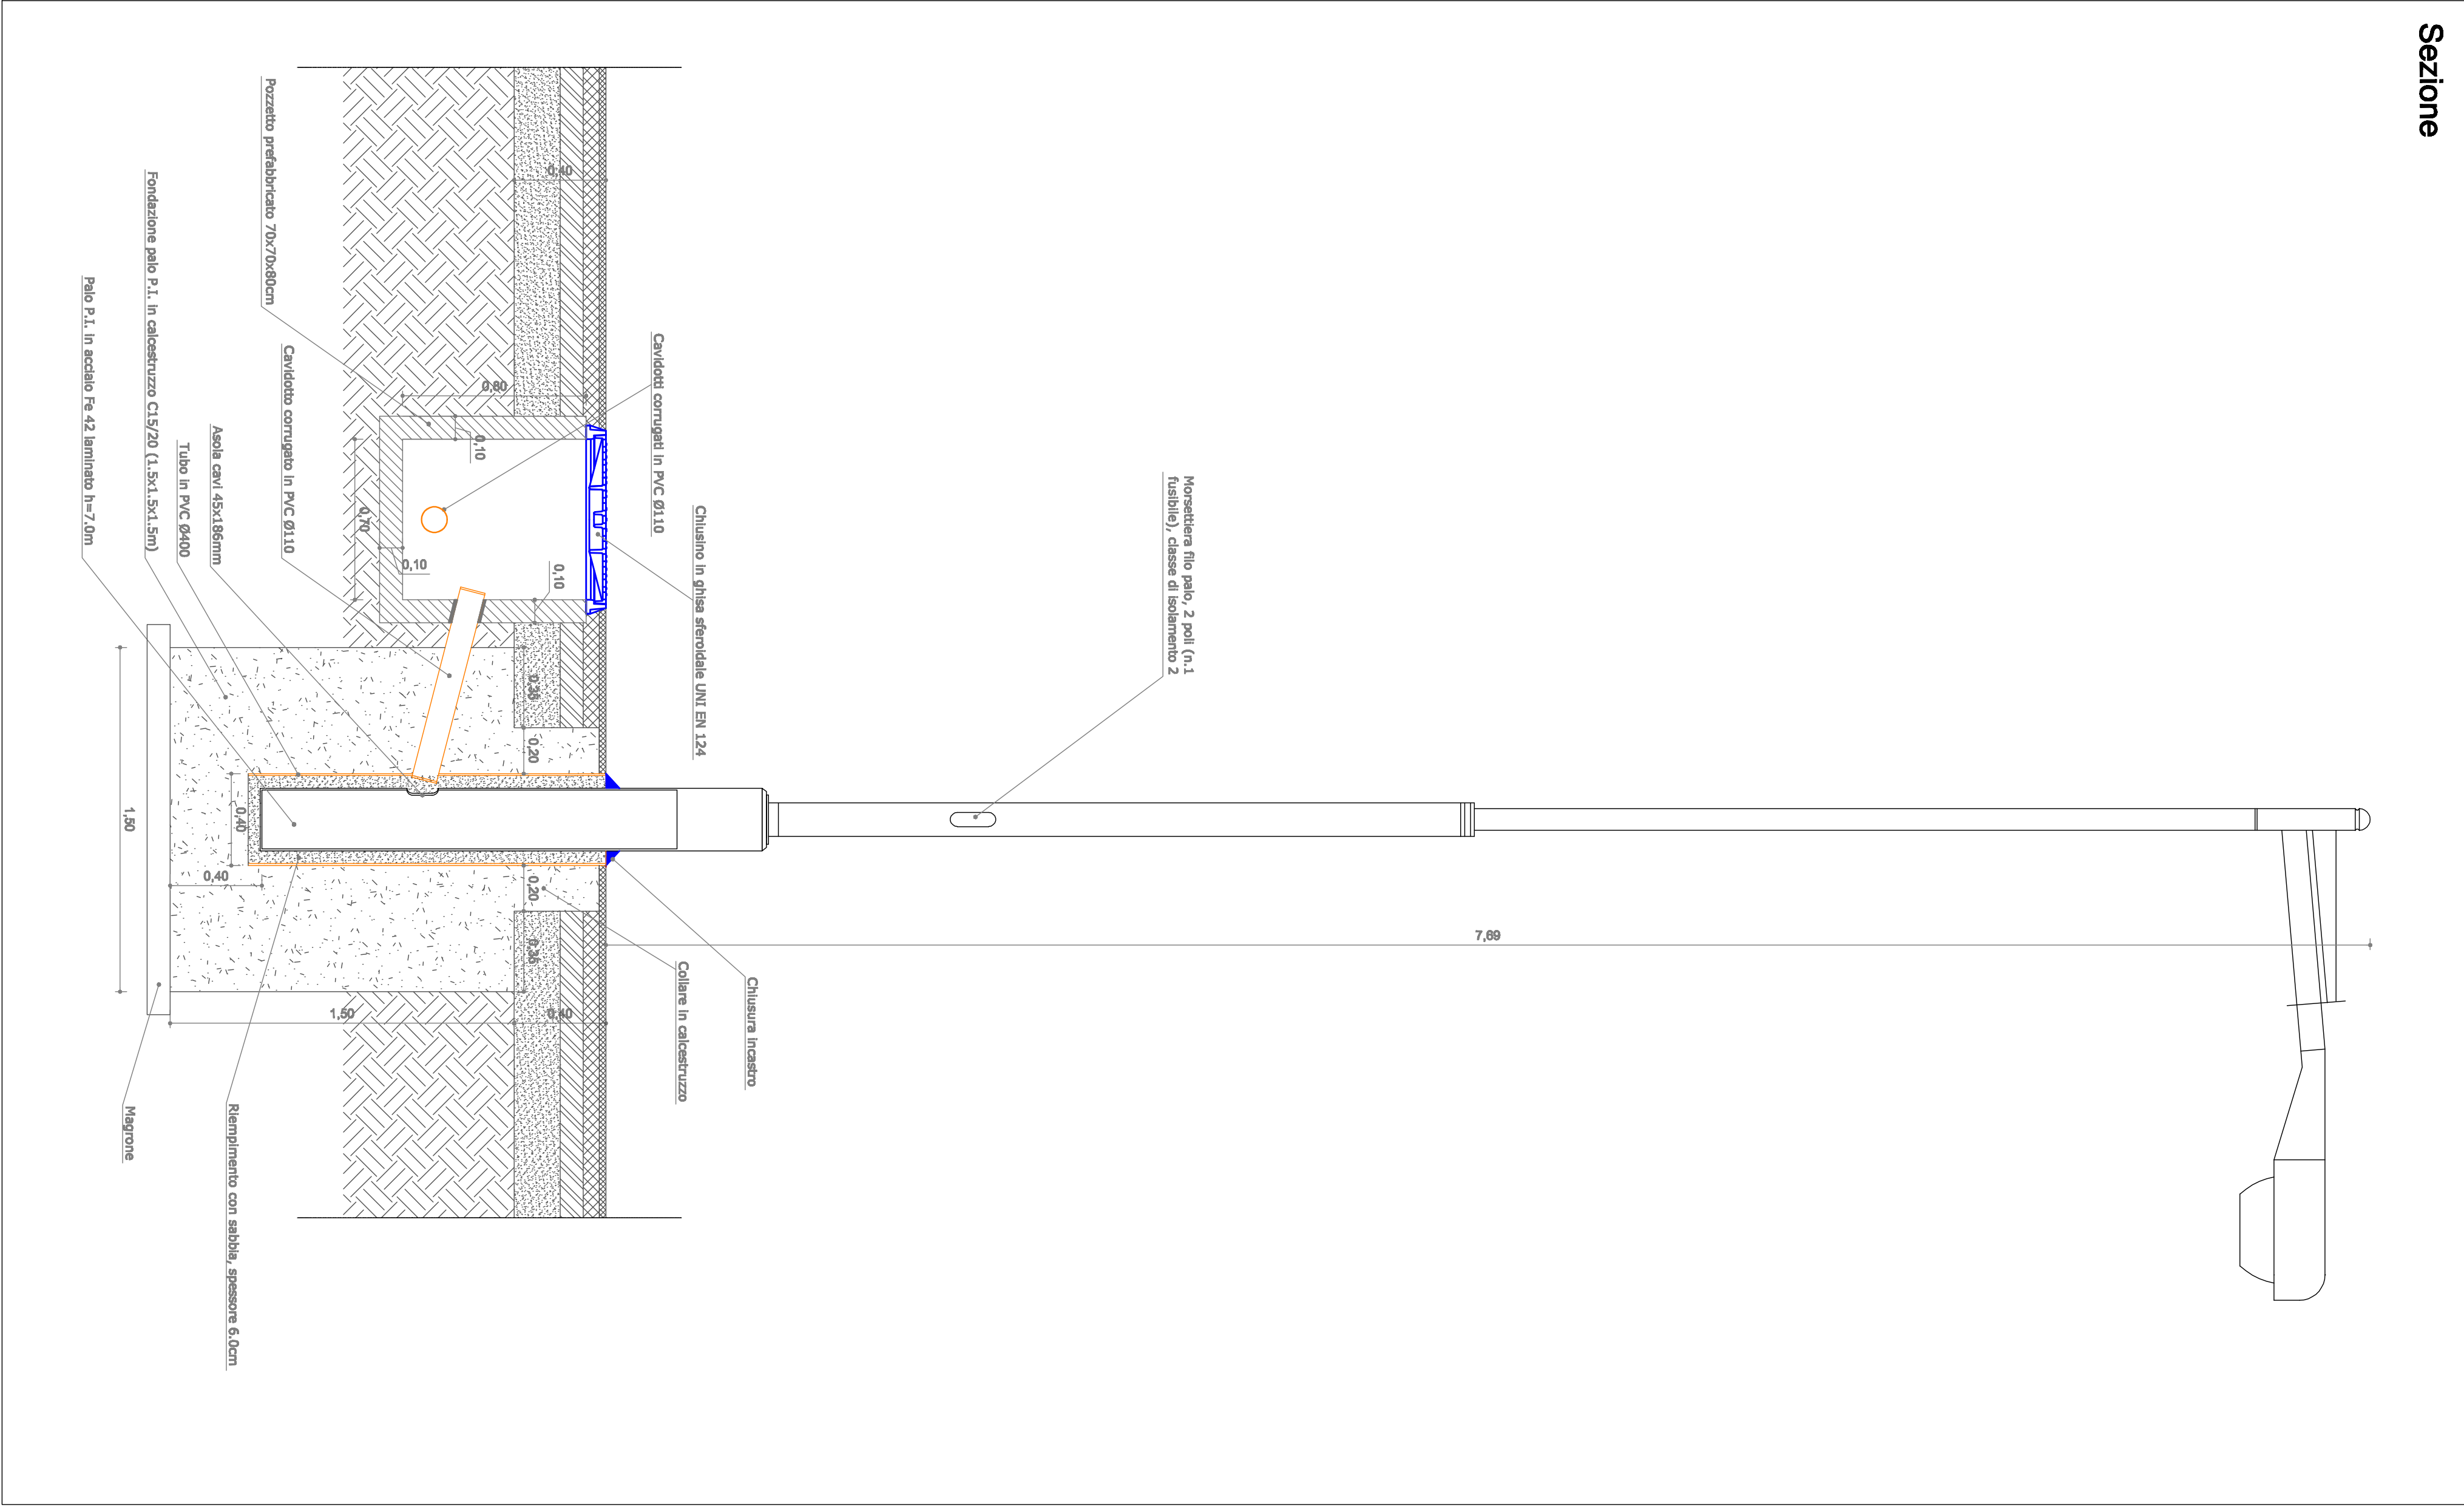 Sezione
Morsettiera filo palo, 2 poli (n.1
fusibile), classe di isolamento 2
7,69
Chiusino in ghisa sferoidale UNI EN 124
Cavidotti corrugati in PVC Ø110
Chiusura incastro
Collare in calcestruzzo
0,40
0,80
0,10
0,10
0,70
0,10
0,35
0,20
0,20
0,35
0,40
1,50
0,40
0,40
1,50
Pozzetto prefabbricato 70x70x80cm
Cavidotto corrugato in PVC Ø110
Asola cavi 45x186mm
Tubo in PVC Ø400
Fondazione palo P.I. in calcestruzzo C15/20 (1.5x1.5x1.5m)
Palo P.I. in acciaio Fe 42 laminato h=7.0m
Riempimento con sabbia, spessore 6.0cm
Magrone